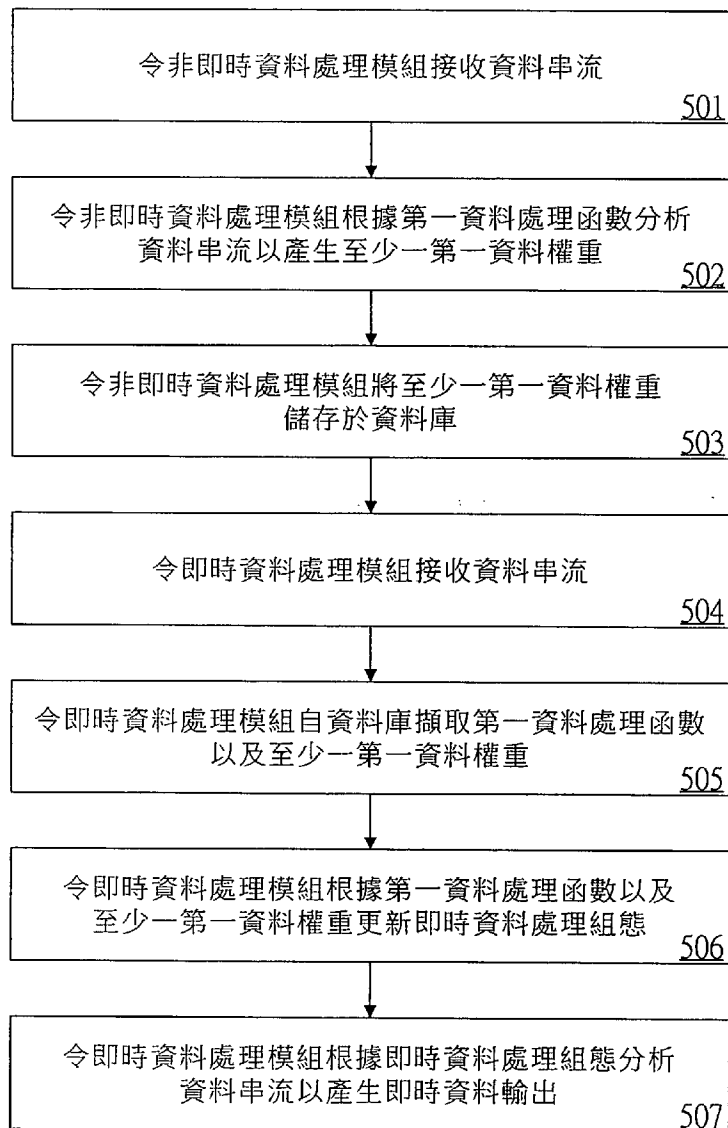 令非即時資料處理模組接收資料串流
501
令非即時資料處理模組根據第一資料處理函數分析
資料串流以產生至少一第一資料權重
502
令非即時資料處理模組將至少一第一資料權重
儲存於資料庫
503
令即時資料處理模組接收資料串流
504
令即時資料處理模組自資料庫擷取第一資料處理函數
以及至少一第一資料權重
505
令即時資料處理模組根據第一資料處理函數以及
至少一第一資料權重更新即時資料處理組態
506
令即時資料處理模組根據即時資料處理組態分析
資料串流以產生即時資料輸出
507